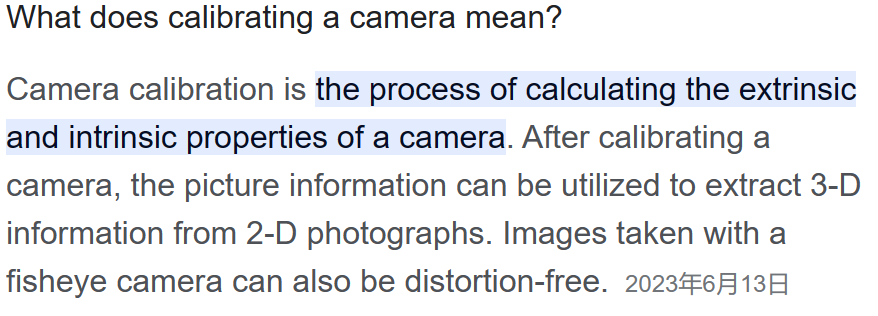 What does calibrating a camera mean?
Camera calibration is the process of calculating the extrinsic
and intrinsic properties of a camera. After calibrating a
camera, the picture information can be utilized to extract 3-D
information from 2-D photographs. Images taken with a
fisheye camera can also be distortion-free. 2023年6月13日